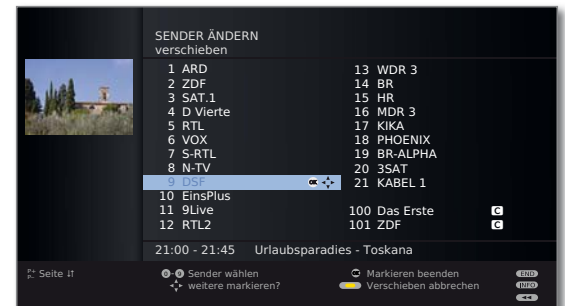 SENDER ÄNDERN
verschieben
1 ARD
2 ZDF
3 SAT.1
4 D Vierte
5 RTL
6 VOX
7 S-RTL
8 N-TV
9 DSF OK
10 EinsPlus
11 9Live
12 RTL2
13 WDR 3
14 BR
15 HR
16 MDR 3
17 KIKA
18 PHOENIX
19 BR-ALPHA
20 3SAT
21 KABEL 1
100 Das Erste C
101 ZDF C
21:00 - 21:45 Urlaubsparadies - Toskana
P+
P- Seite
0-9 Sender wählen
weitere markieren?
Markieren beenden
Verschieben abbrechen
END
INFO